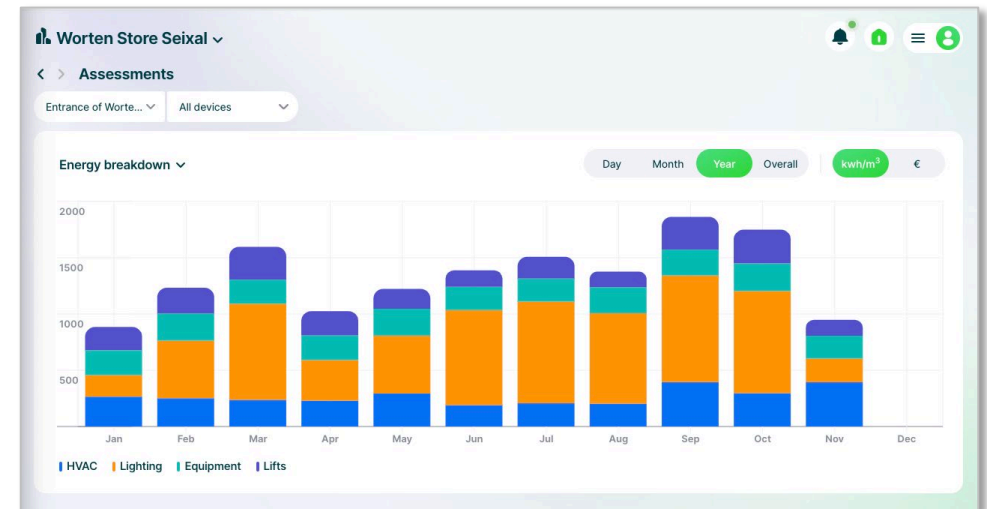 Worten Store Seixal
Assessments
Entrance of Worte... All devices
Energy breakdown Day Month Year Overall kwh/m³ €
2000
1500
1000
500
Jan Feb Mar Apr May Jun Jul Aug Sep Oct Nov Dec
HVAC Lighting Equipment Lifts